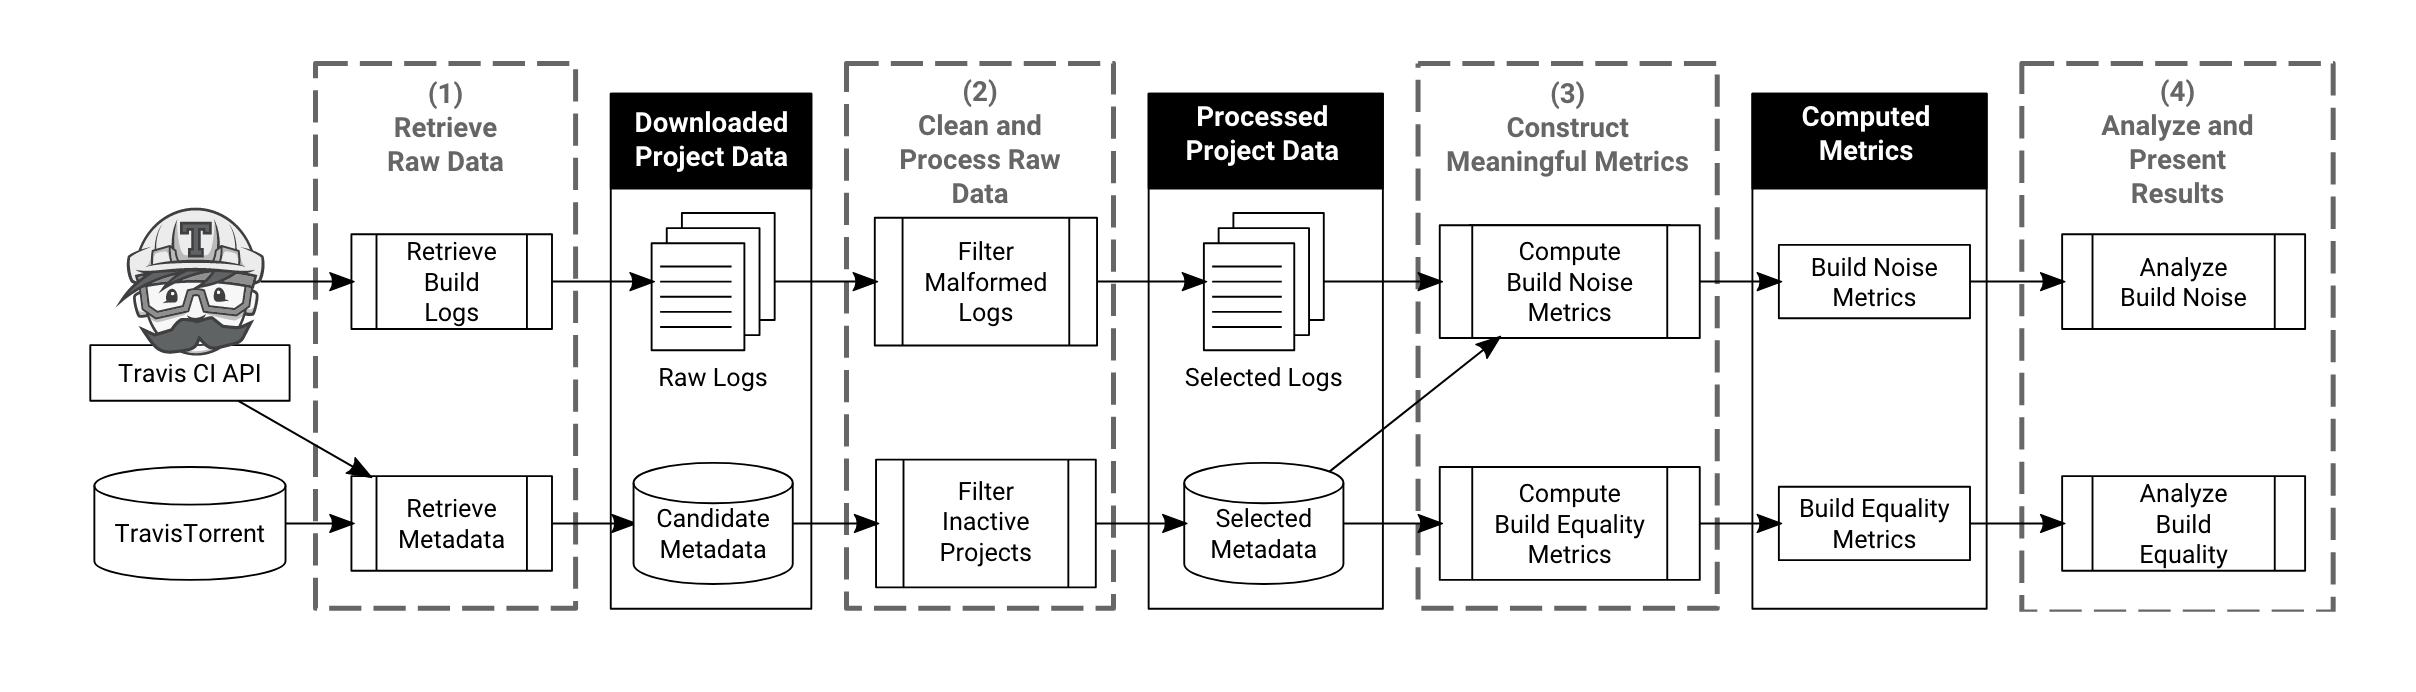 (1)
Retrieve
Raw Data
Downloaded
Project Data
(2)
Clean and
Process Raw
Data
Processed
Project Data
(3)
Construct
Meaningful Metrics
Computed
Metrics
(4)
Analyze and
Present
Results
T
Travis CI API
Retrieve
Build
Logs
Raw Logs
Filter
Malformed
Logs
Selected Logs
Compute
Build Noise
Metrics
Build Noise
Metrics
Analyze
Build Noise
TravisTorrent
Retrieve
Metadata
Candidate
Metadata
Filter
Inactive
Projects
Selected
Metadata
Compute
Build Equality
Metrics
Build Equality
Metrics
Analyze
Build
Equality